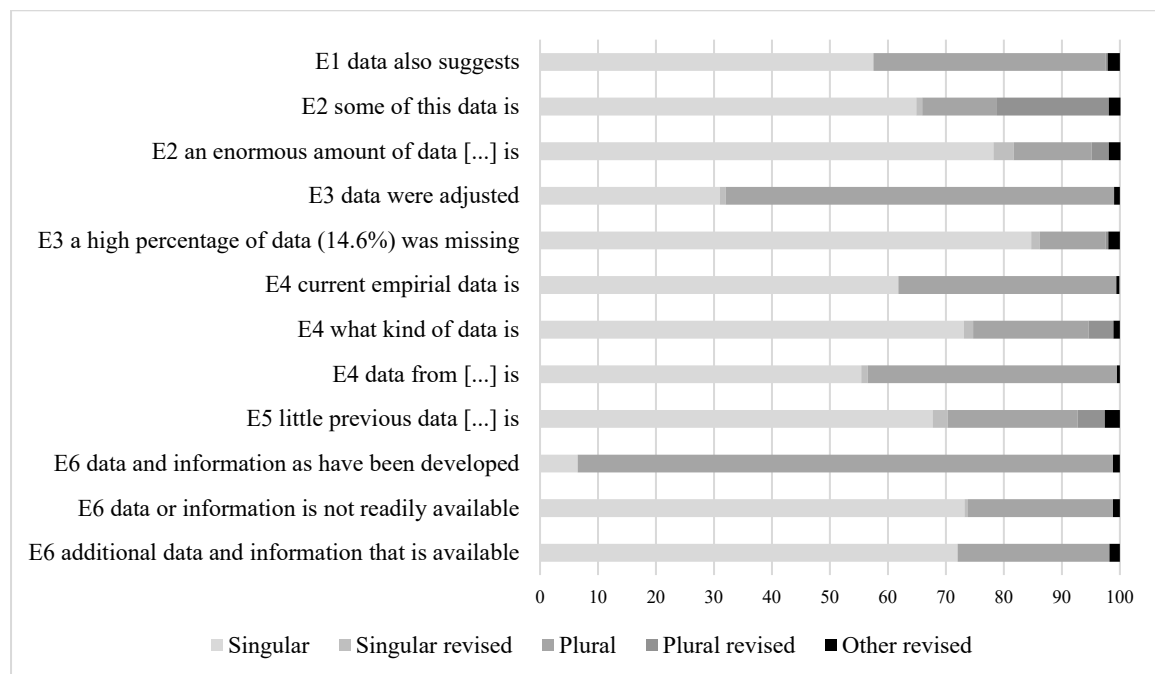 E1 data also suggests
E2 some of this data is
E2 an enormous amount of data [...] is
E3 data were adjusted
E3 a high percentage of data (14.6%) was missing
E4 current empirial data is
E4 what kind of data is
E4 data from [...] is
E5 little previous data [...] is
E6 data and information as have been developed
E6 data or information is not readily available
E6 additional data and information that is available
0 10 20 30 40 50 60 70 80 90 100
Singular Singular revised Plural Plural revised Other revised